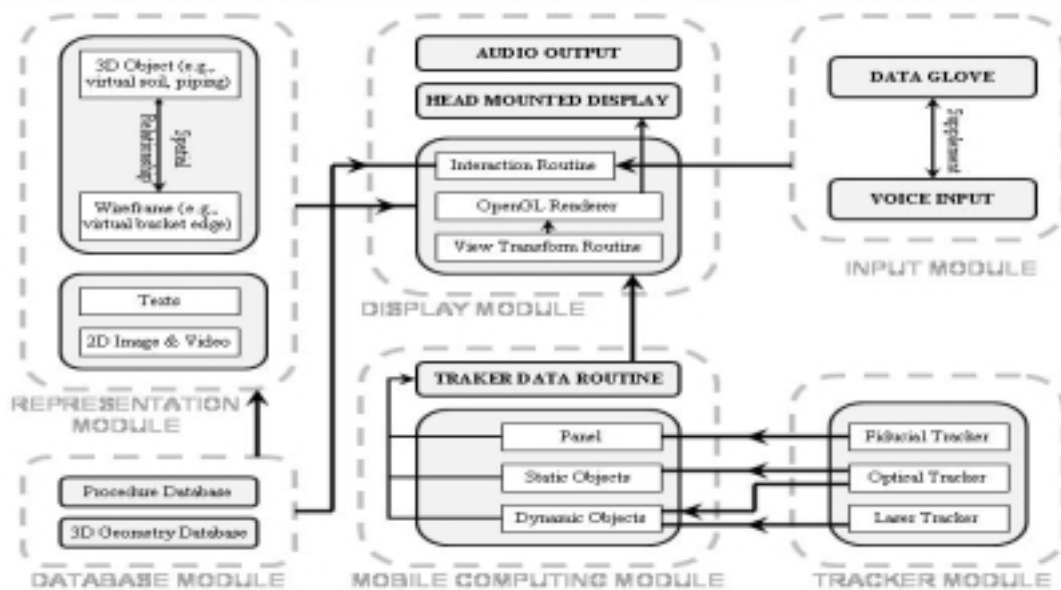 3D Object (e.g.,
virtual soil, piping)
Spatial
Relationship
Wireframe (e.g.,
virtual bucket edge)
Texts
2D Image & Video
REPRESENTATION
MODULE
Procedure Database
3D Geometry Database
DATABASE MODULE
AUDIO OUTPUT
HEAD MOUNTED DISPLAY
Interaction Routine
OpenGL Renderer
View Transform Routine
DISPLAY MODULE
DATA GLOVE
Supplement
VOICE INPUT
INPUT MODULE
TRAKER DATA ROUTINE
Panel
Static Objects
Dynamic Objects
MOBILE COMPUTING MODULE
Fiducial Tracker
Optical Tracker
Laser Tracker
TRACKER MODULE